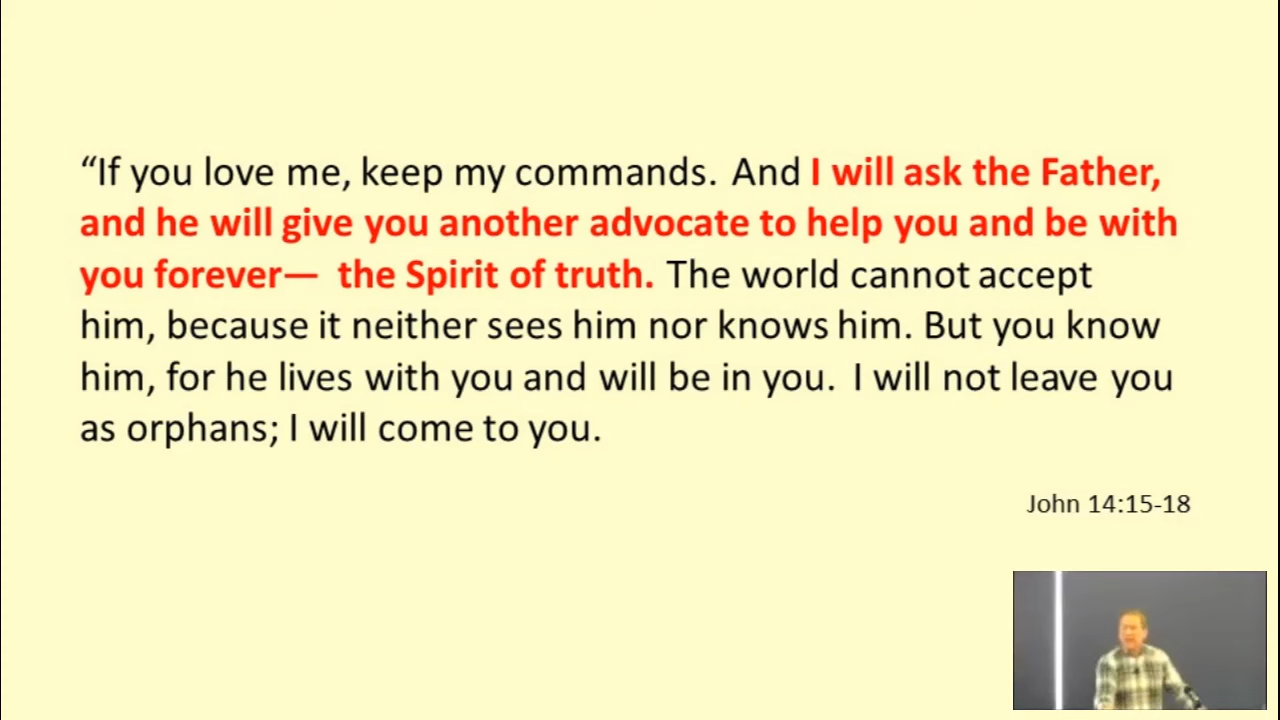 “If you love me, keep my commands. And I will ask the Father,
and he will give you another advocate to help you and be with
you forever— the Spirit of truth. The world cannot accept
him, because it neither sees him nor knows him. But you know
him, for he lives with you and will be in you. I will not leave you
as orphans; I will come to you.
John 14:15-18